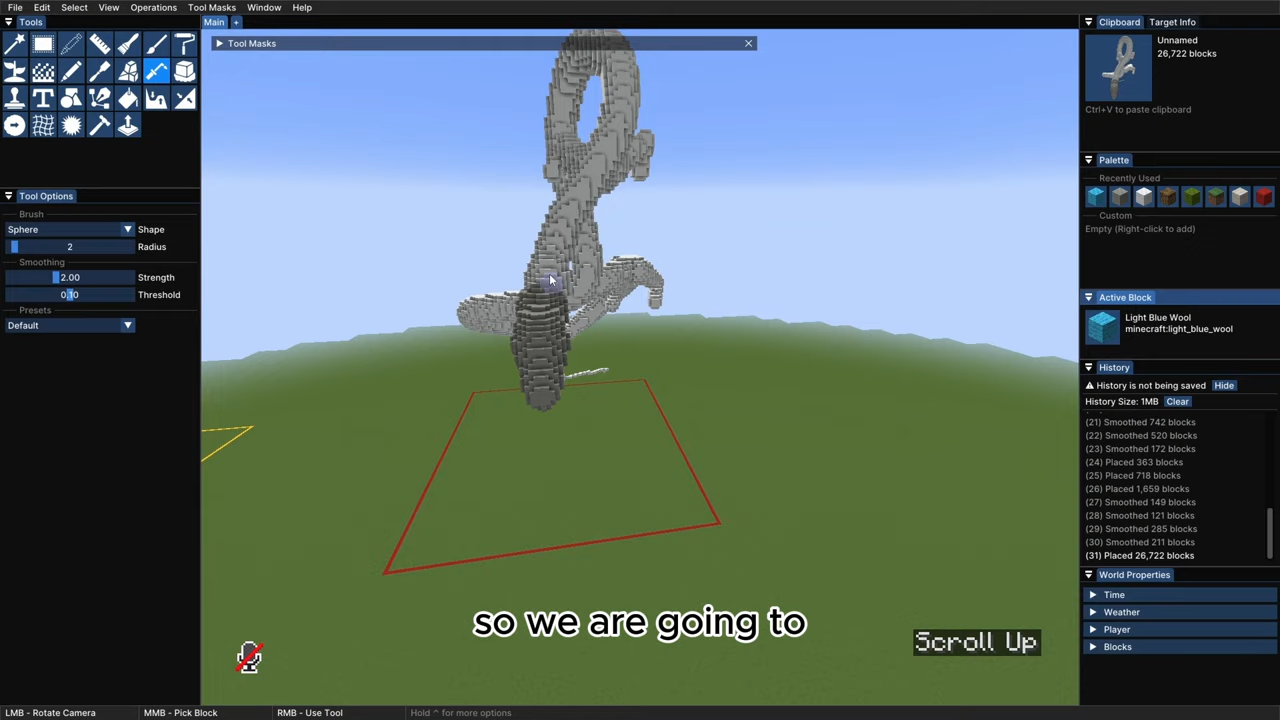 File Edit Select View Operations Tool Masks Window Help
Tools
Main +
Tool Masks
Tool Options
Brush
Sphere Shape
2 Radius
Smoothing
2.00 Strength
0.10 Threshold
Presets
Default
Clipboard Target Info
Unnamed
26,722 blocks
Ctrl+V to paste clipboard
Palette
Recently Used
Custom
Empty (Right-click to add)
Active Block
Light Blue Wool
minecraft:light_blue_wool
History
History is not being saved Hide
History Size: 1MB Clear
(21) Smoothed 742 blocks
(22) Smoothed 520 blocks
(23) Smoothed 172 blocks
(24) Placed 363 blocks
(25) Placed 718 blocks
(26) Placed 1,659 blocks
(27) Smoothed 149 blocks
(28) Smoothed 121 blocks
(29) Smoothed 285 blocks
(30) Smoothed 211 blocks
(31) Placed 26,722 blocks
World Properties
Time
Weather
Player
Blocks
so we are going to
Scroll Up
LMB - Rotate Camera MMB - Pick Block RMB - Use Tool Hold ^ for more options